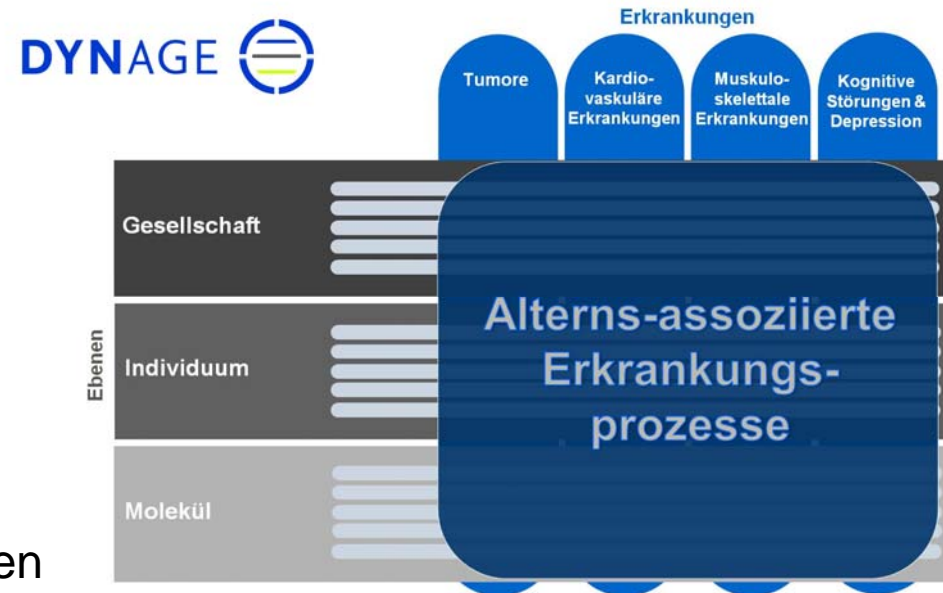 DYNAGE
Erkrankungen
Tumore
Kardio-
vaskuläre
Erkrankungen
Muskulo-
skelettale
Erkrankungen
Kognitive
Störungen &
Depression
Ebenen
Gesellschaft
Individuum
Molekül
Alterns-assoziierte
Erkrankungs-
prozesse
en